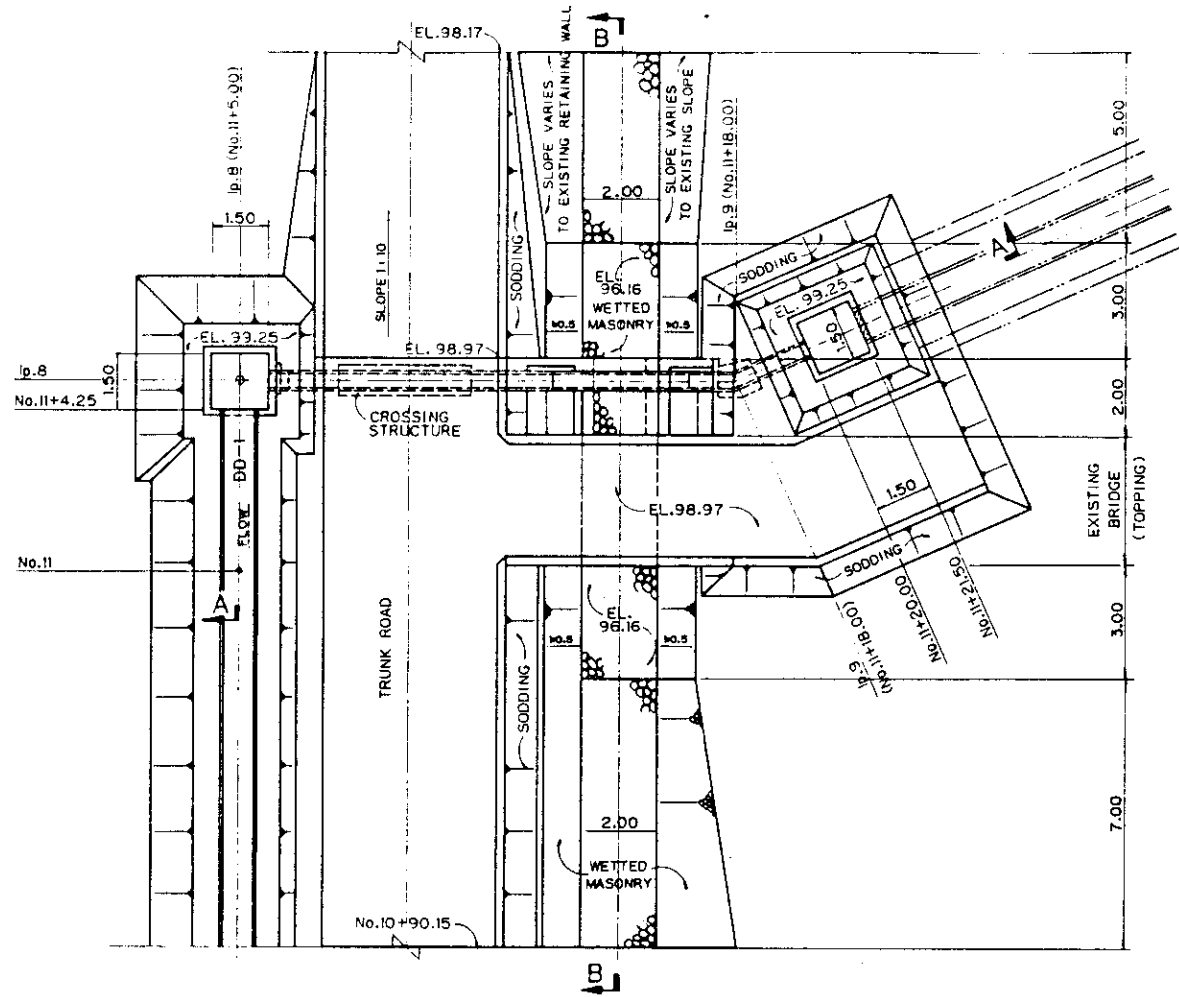 EL.98.17
B
SLOPE VARIES
TO EXISTING RETAINING WALL
SLOPE VARIES
TO EXISTING SLOPE
Ip.8 (No.11+5.00)
Ip.9 (No.11+18.00)
5.00
1.50
2.00
A
SLOPE 1:10
SODDING
EL.
96.16
WETTED
MASONRY
1:0.5
1:0.5
SODDING
EL. 99.25
1.50
3.00
EL. 99.25
EL. 98.97
Ip.8
1.50
No.11+4.25
CROSSING
STRUCTURE
2.00
DD-1
FLOW
1.50
EL.98.97
EXISTING
BRIDGE
(TOPPING)
No.11
A
SODDING
EL.
96.16
1:0.5
1:0.5
Ip.9
(No.11+18.00)
No.11+20.00
No.11+21.50
3.00
TRUNK ROAD
SODDING
7.00
2.00
WETTED
MASONRY
No.10+90.15
B